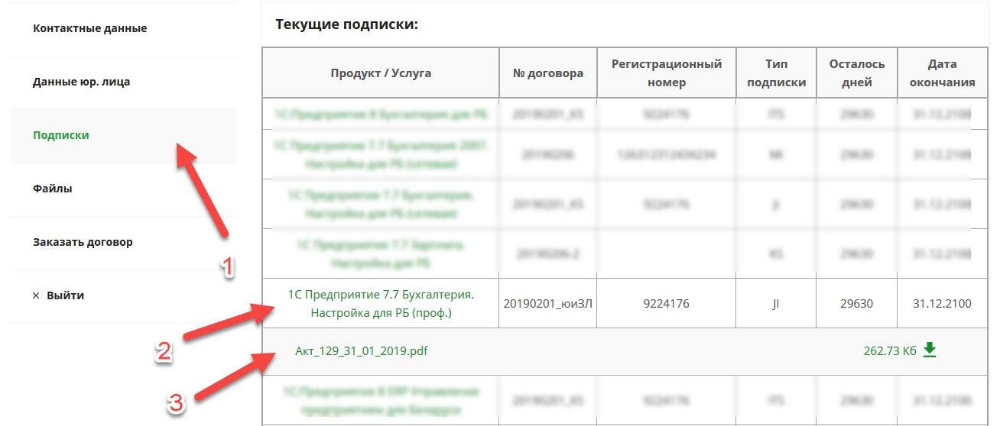 Контактные данные
Данные юр. лица
Подписки
Файлы
Заказать договор
× Выйти
1
2
3
Текущие подписки:
Продукт / Услуга
№ договора
Регистрационный
номер
Тип
подписки
Осталось
дней
Дата
окончания
1С:Предприятие 8 Бухгалтерия для РБ
20190201_KS
9224176
ITS
29630
31.12.2100
1С Предприятие 7.7 Бухгалтерия 2007.
Настройка для РБ (сетевая)
20190206
29630
31.12.2100
1С Предприятие 7.7 Бухгалтерия.
Настройка для РБ (сетевая)
20190201_KS
9224176
JI
29630
31.12.2100
1С Предприятие 7.7 Зарплата.
Настройка для РБ
20190206-2
KS
29630
31.12.2100
1С Предприятие 7.7 Бухгалтерия.
Настройка для РБ (проф.)
20190201_юиЗЛ
9224176
JI
29630
31.12.2100
Акт_129_31_01_2019.pdf
262.73 Кб
1С:Предприятие 8 ERP Управление
предприятием для Беларуси
20190201_KS
9224176
ITS
29630
31.12.2100